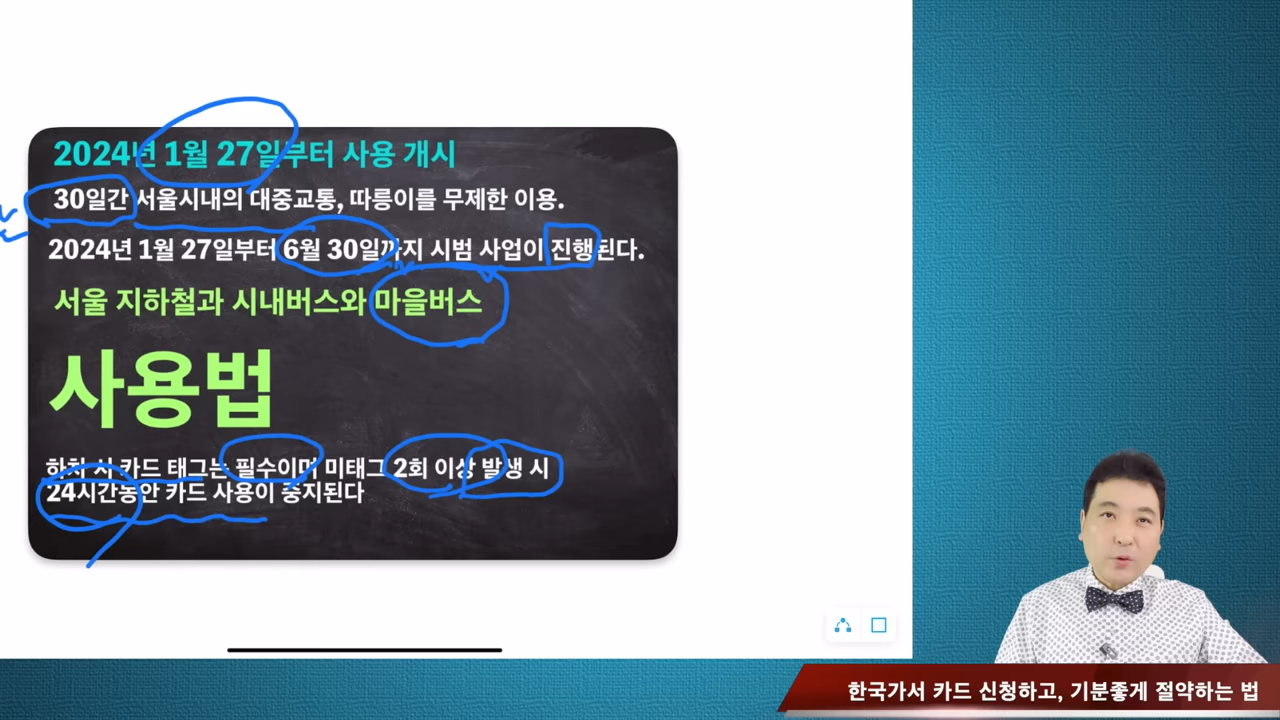 2024년 1월 27일부터 사용 개시
30일간 서울시내의 대중교통, 따릉이를 무제한 이용.
2024년 1월 27일부터 6월 30일까지 시범 사업이 진행된다.
서울 지하철과 시내버스와 마을버스
사용법
하차 시 카드 태그는 필수이며 미태그 2회 이상 발생 시
24시간동안 카드 사용이 중지된다
한국가서 카드 신청하고, 기분좋게 절약하는 법